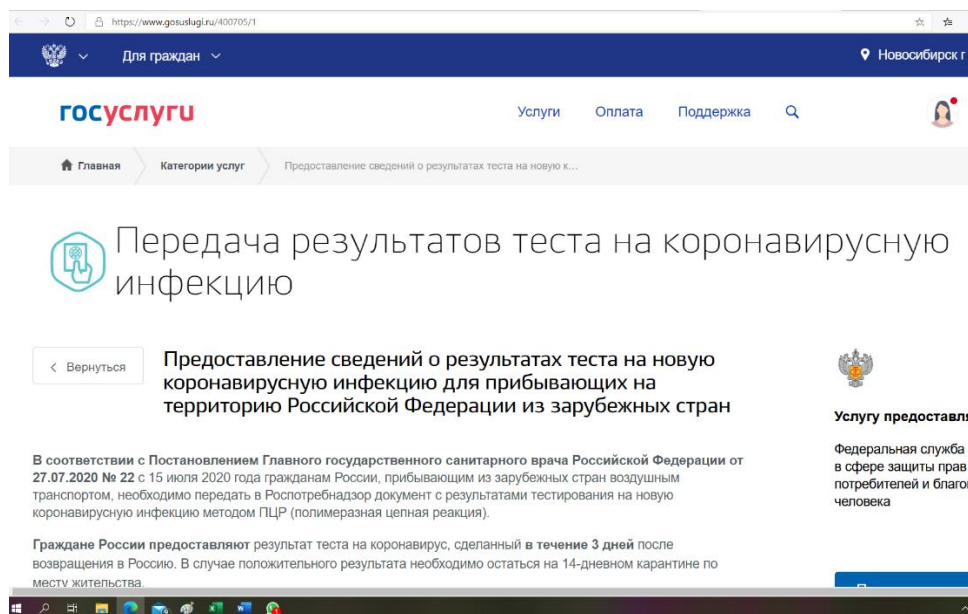 https://www.gosuslugi.ru/400705/1
Для граждан
Новосибирск г
госуслуги
Услуги Оплата Поддержка
Главная Категории услуг Предоставление сведений о результатах теста на новую к...
Передача результатов теста на коронавирусную
инфекцию
Вернуться
Предоставление сведений о результатах теста на новую
коронавирусную инфекцию для прибывающих на
территорию Российской Федерации из зарубежных стран
В соответствии с Постановлением Главного государственного санитарного врача Российской Федерации от
27.07.2020 № 22 с 15 июля 2020 года гражданам России, прибывающим из зарубежных стран воздушным
транспортом, необходимо передать в Роспотребнадзор документ с результатами тестирования на новую
коронавирусную инфекцию методом ПЦР (полимеразная цепная реакция).
Граждане России предоставляют результат теста на коронавирус, сделанный в течение 3 дней после
возвращения в Россию. В случае положительного результата необходимо остаться на 14-дневном карантине по
месту жительства.
Услугу предоставля
Федеральная служба
в сфере защиты прав
потребителей и благо
человека